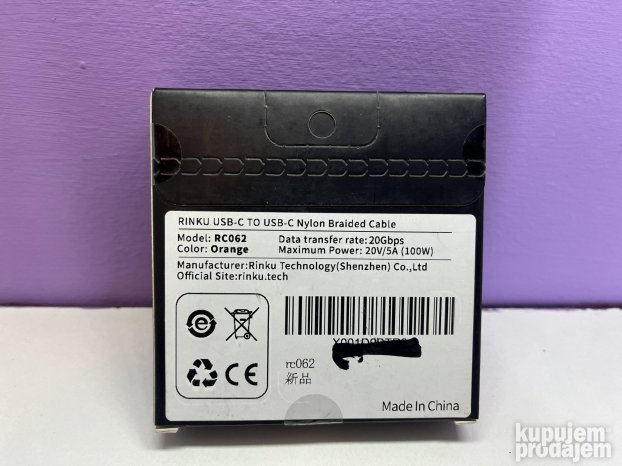 RINKU USB-C TO USB-C Nylon Braided Cable
Model: RC062 Data transfer rate:20Gbps
Color: Orange Maximum Power: 20V/5A (100W)
Manufacturer:Rinku Technology(Shenzhen) Co.,Ltd
Official Site:rinku.tech
rc062
新品
Made In China
kupujem
prodajem